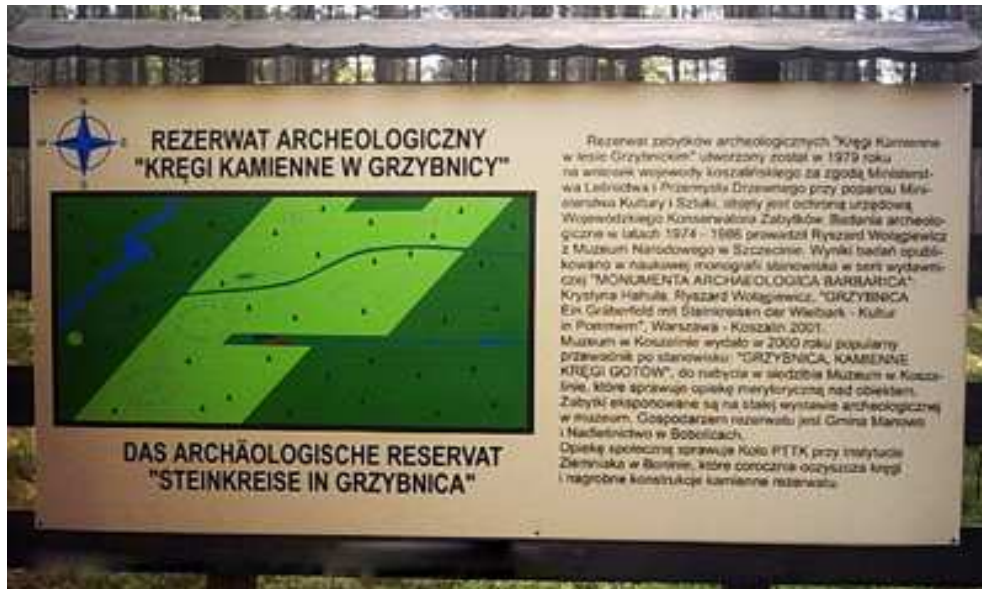 REZERWAT ARCHEOLOGICZNY
"KRĘGI KAMIENNE W GRZYBNICY"
DAS ARCHÄOLOGISCHE RESERVAT
"STEINKREISE IN GRZYBNICA"
Rezerwat zabytków archeologicznych "Kręgi Kamienne
w lesie Grzybnickim" utworzony został w 1979 roku
na wniosek wojewody koszalińskiego za zgodą Ministerst-
wa Leśnictwa i Przemysłu Drzewnego przy poparciu Mini-
sterstwa Kultury i Sztuki, objęty jest ochroną urzędową
Wojewódzkiego Konserwatora Zabytków. Badania archeolo-
giczne w latach 1974 - 1986 prowadził Ryszard Wołągiewicz
z Muzeum Narodowego w Szczecinie. Wyniki badań opubli-
kowano w naukowej monografii stanowiska w serii wydawni-
czej "MONUMENTA ARCHAEOLOGICA BARBARICA":
Krystyna Hahuła, Ryszard Wołągiewicz, "GRZYBNICA
Ein Gräberfeld mit Steinkreisen der Wielbark - Kultur
in Pommern", Warszawa - Koszalin 2001.
Muzeum w Koszalinie wydało w 2000 roku popularny
przewodnik po stanowisku: "GRZYBNICA, KAMIENNE
KRĘGI GOTÓW", do nabycia w siedzibie Muzeum w Kosza-
linie, które sprawuje opiekę merytoryczną nad obiektem.
Zabytki eksponowane są na stałej wystawie archeologicznej
w muzeum. Gospodarzem rezerwatu jest Gmina Manowo
i Nadleśnictwo w Bobolicach.
Opiekę społeczną sprawuje Koło PTTK przy Instytucie
Ziemniaka w Boninie, które corocznie oczyszcza kręgi
i nagrobne konstrukcje kamienne rezerwatu.